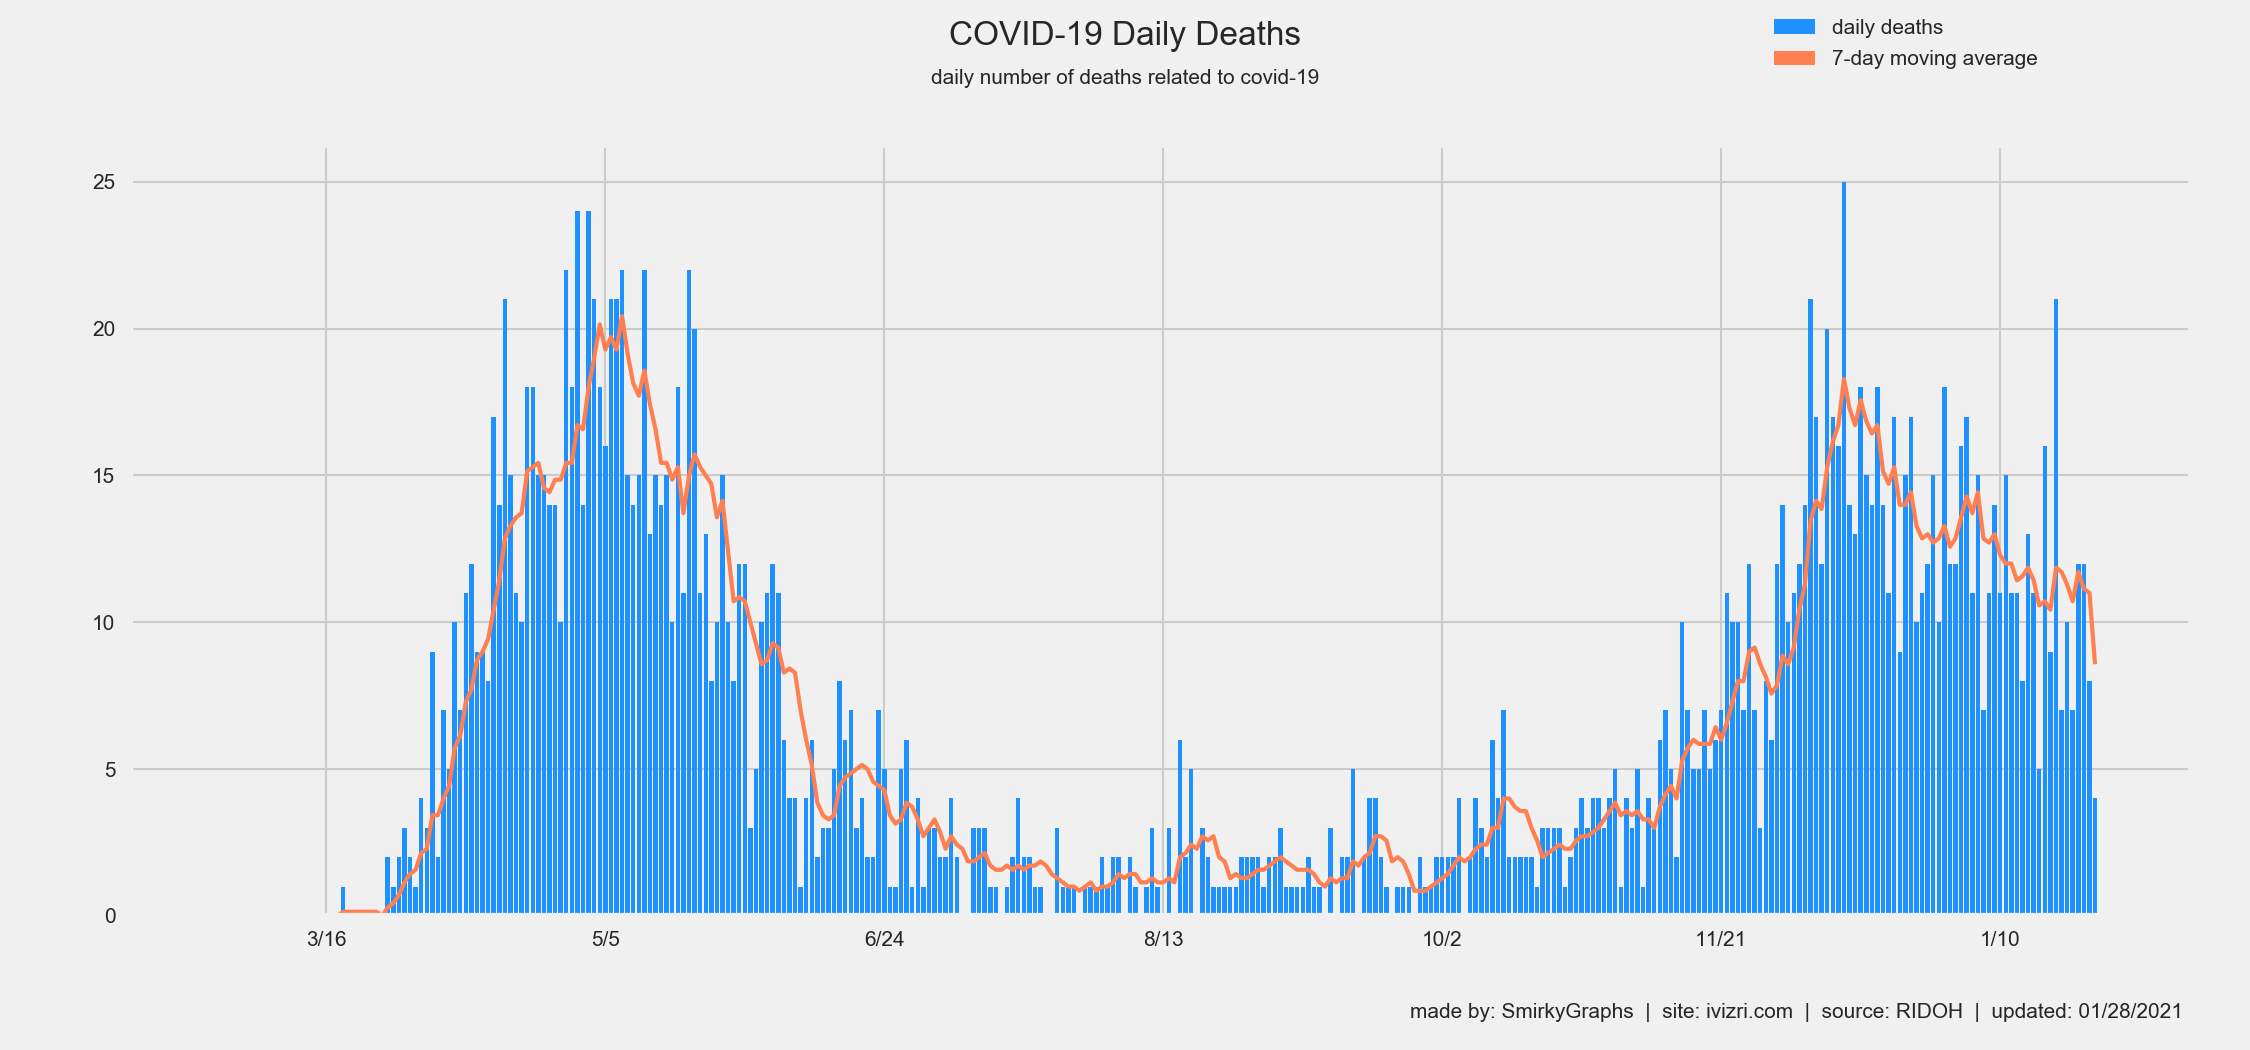 COVID-19 Daily Deaths
daily number of deaths related to covid-19
daily deaths
7-day moving average
25
20
15
10
5
0
3/16 5/5 6/24 8/13 10/2 11/21 1/10
made by: SmirkyGraphs | site: ivizri.com | source: RIDOH | updated: 01/28/2021